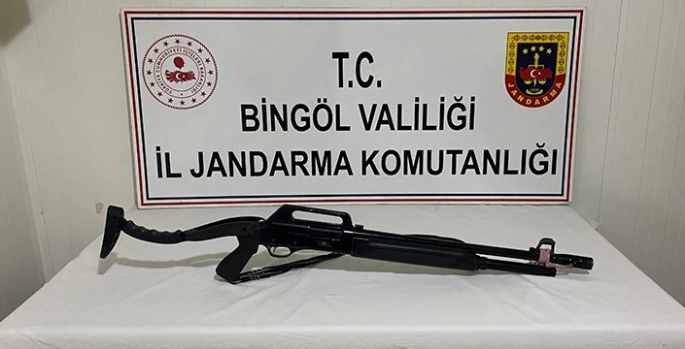 T.C.
BİNGÖL VALİLİĞİ
İL JANDARMA KOMUTANLIĞI
JANDARMA